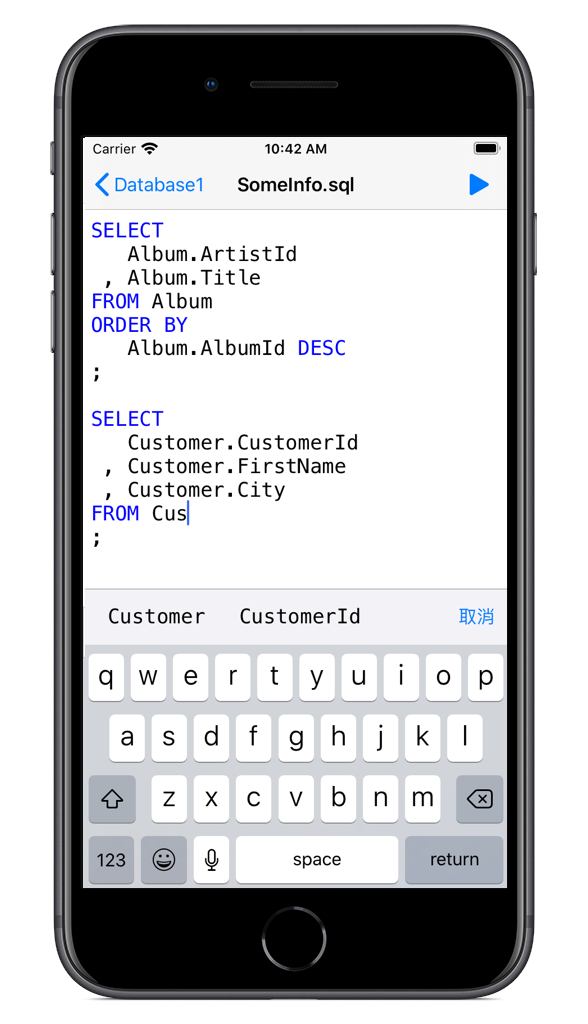 Carrier 10:42 AM
Database1 SomeInfo.sql
SELECT
Album.ArtistId
, Album.Title
FROM Album
ORDER BY
Album.AlbumId DESC
;
SELECT
Customer.CustomerId
, Customer.FirstName
, Customer.City
FROM Cus
;
Customer CustomerId 取消
q w e r t y u i o p
a s d f g h j k l
z x c v b n m
123 space return